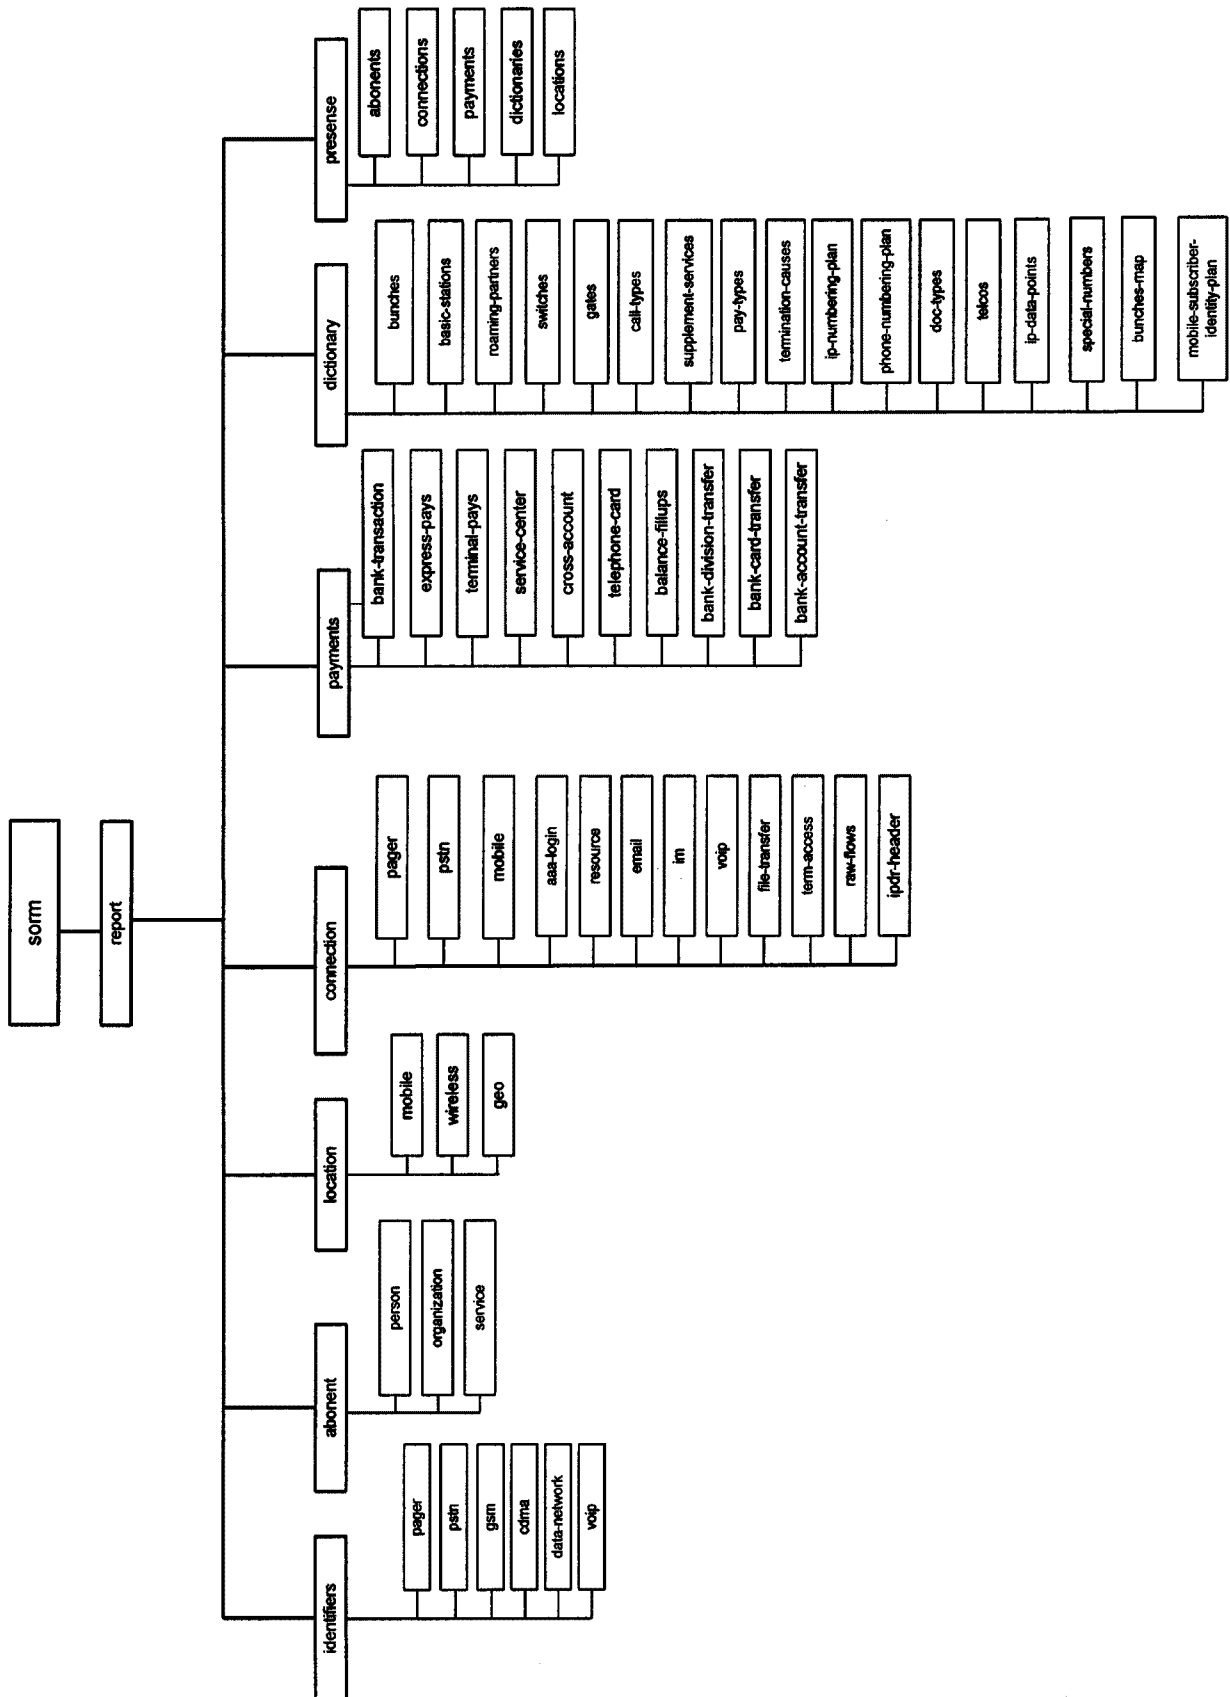 sorm
report
identifiers
pager
pstn
gsm
cdma
data-network
voip
abonent
person
organization
service
location
mobile
wireless
geo
connection
pager
pstn
mobile
aaa-login
resource
email
im
voip
file-transfer
term-access
raw-flows
ipdr-header
payments
bank-transaction
express-pays
terminal-pays
service-center
cross-account
telephone-card
balance-fillups
bank-division-transfer
bank-card-transfer
bank-account-transfer
dictionary
bunches
basic-stations
roaming-partners
switches
gates
call-types
supplement-services
pay-types
termination-causes
ip-numbering-plan
phone-numbering-plan
doc-types
telcos
ip-data-points
special-numbers
bunches-map
mobile-subscriber-
identity-plan
presense
abonents
connections
payments
dictionaries
locations